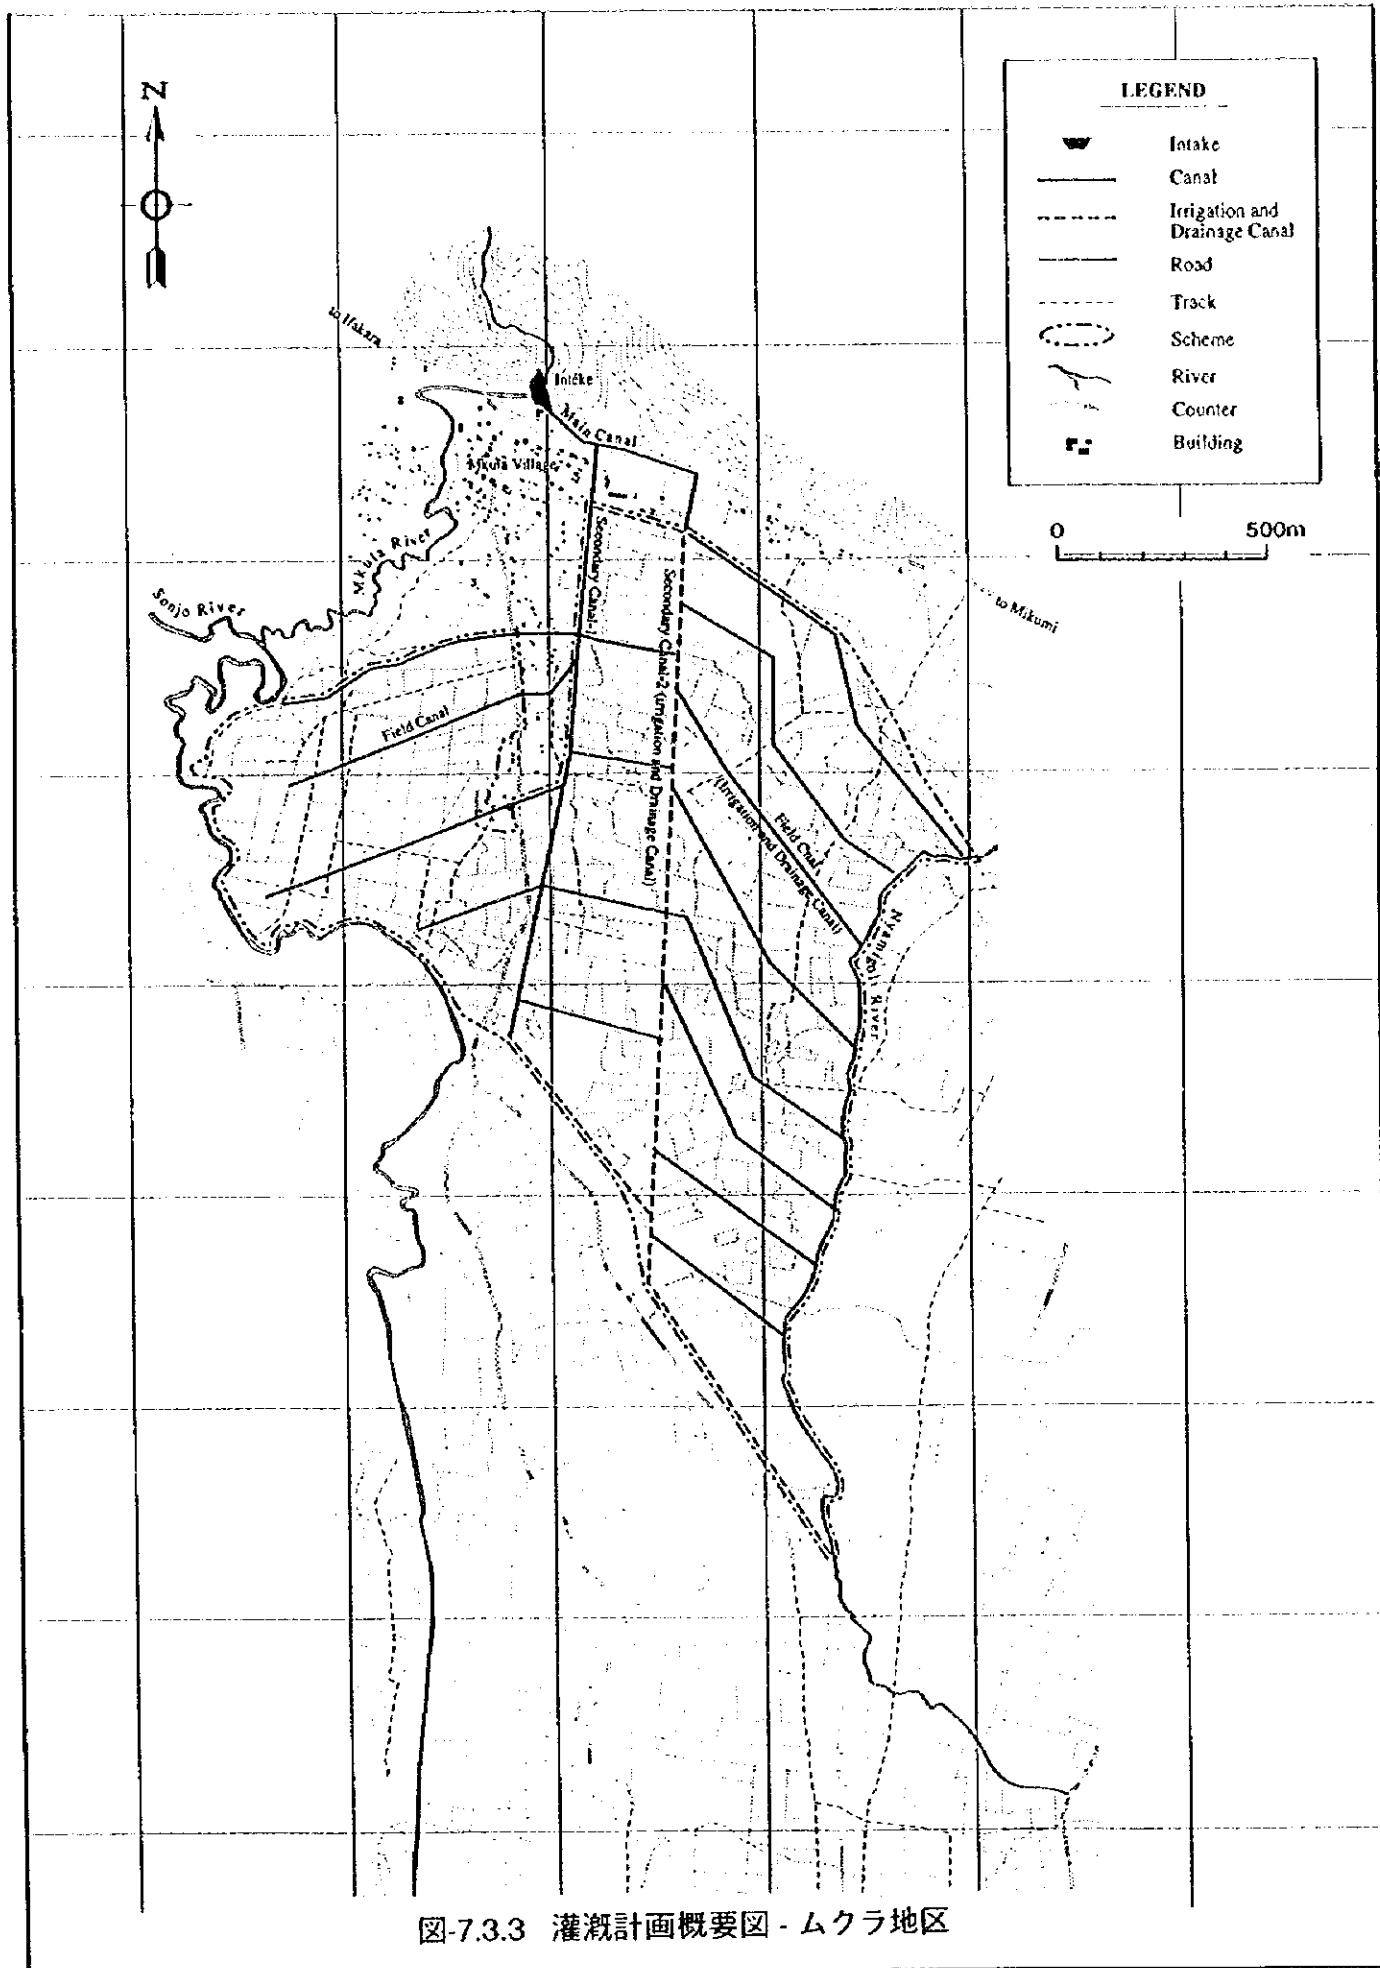 N
LEGEND
Intake
Canal
Irrigation and
Drainage Canal
Road
Track
Scheme
River
Counter
Building
0 500m
to Ifakara
Intake
Main Canal
Mkula Village
Mkula River
Sonjo River
Secondary Canal-1
Secondary Canal-2 (Irrigation and Drainage Canal)
to Mikumi
Field Canal
Field Cnal
(Irrigation and Drainage Canal)
River
図-7.3.3 灌漑計画概要図 - ムクラ地区